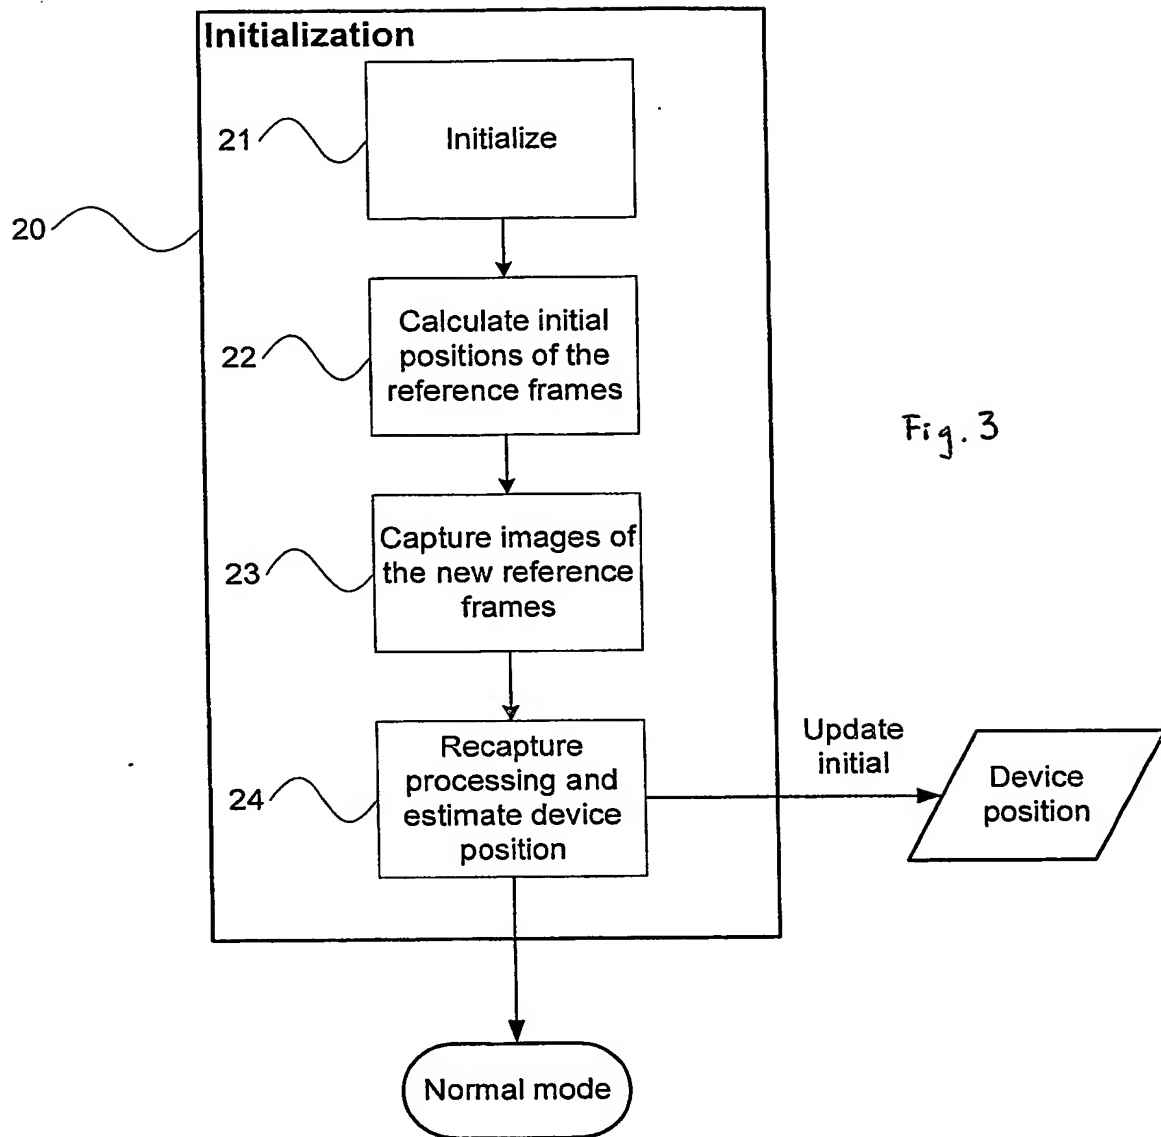 Initialization
21
Initialize
20
22
Calculate initial
positions of the
reference frames
Fig. 3
23
Capture images of
the new reference
frames
24
Recapture
processing and
estimate device
position
Update
initial
Device
position
Normal mode